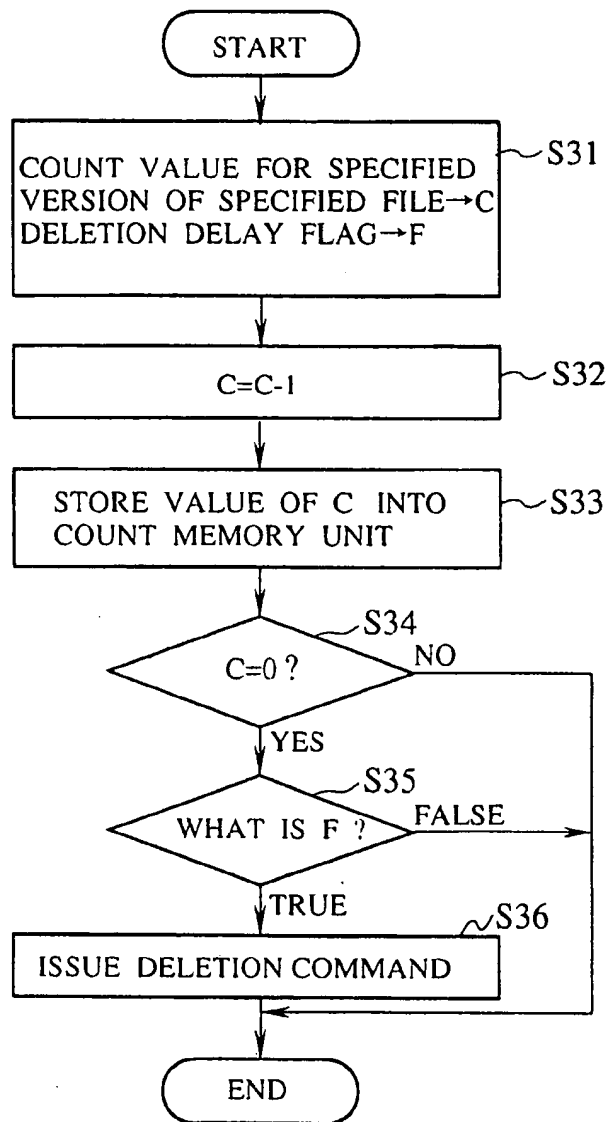 START
S31
COUNT VALUE FOR SPECIFIED
VERSION OF SPECIFIED FILE→C
DELETION DELAY FLAG→F
C=C-1
S32
STORE VALUE OF C INTO
COUNT MEMORY UNIT
S33
S34
C=0 ?
NO
YES
S35
WHAT IS F ?
FALSE
TRUE
S36
ISSUE DELETION COMMAND
END